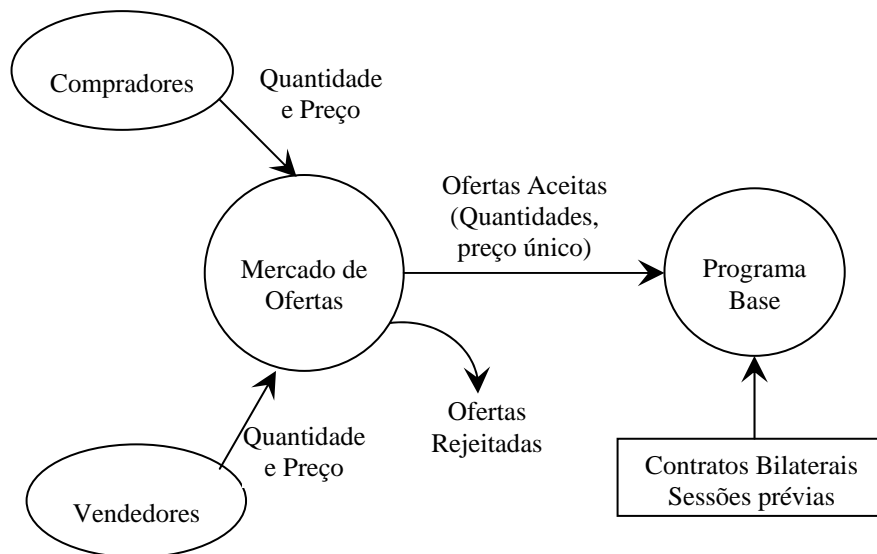 Compradores
Quantidade
e Preço
Ofertas Aceitas
(Quantidades,
preço único)
Mercado de
Ofertas
Programa
Base
Ofertas
Rejeitadas
Quantidade
e Preço
Vendedores
Contratos Bilaterais
Sessões prévias